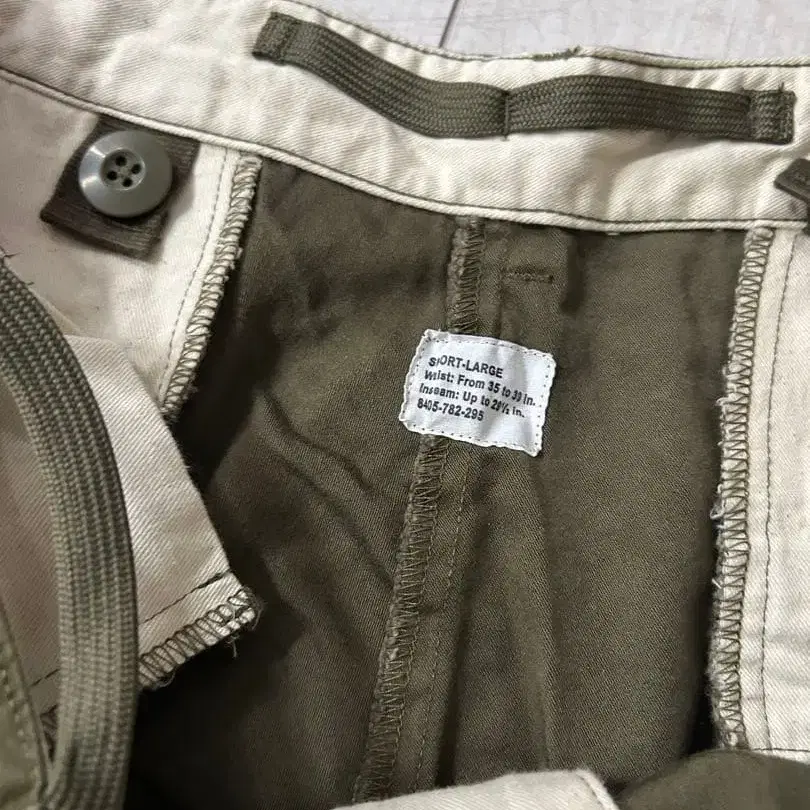 SHORT-LARGE
Waist: From 35 to 39 in.
Inseam: Up to 29½ in.
8405-782-295